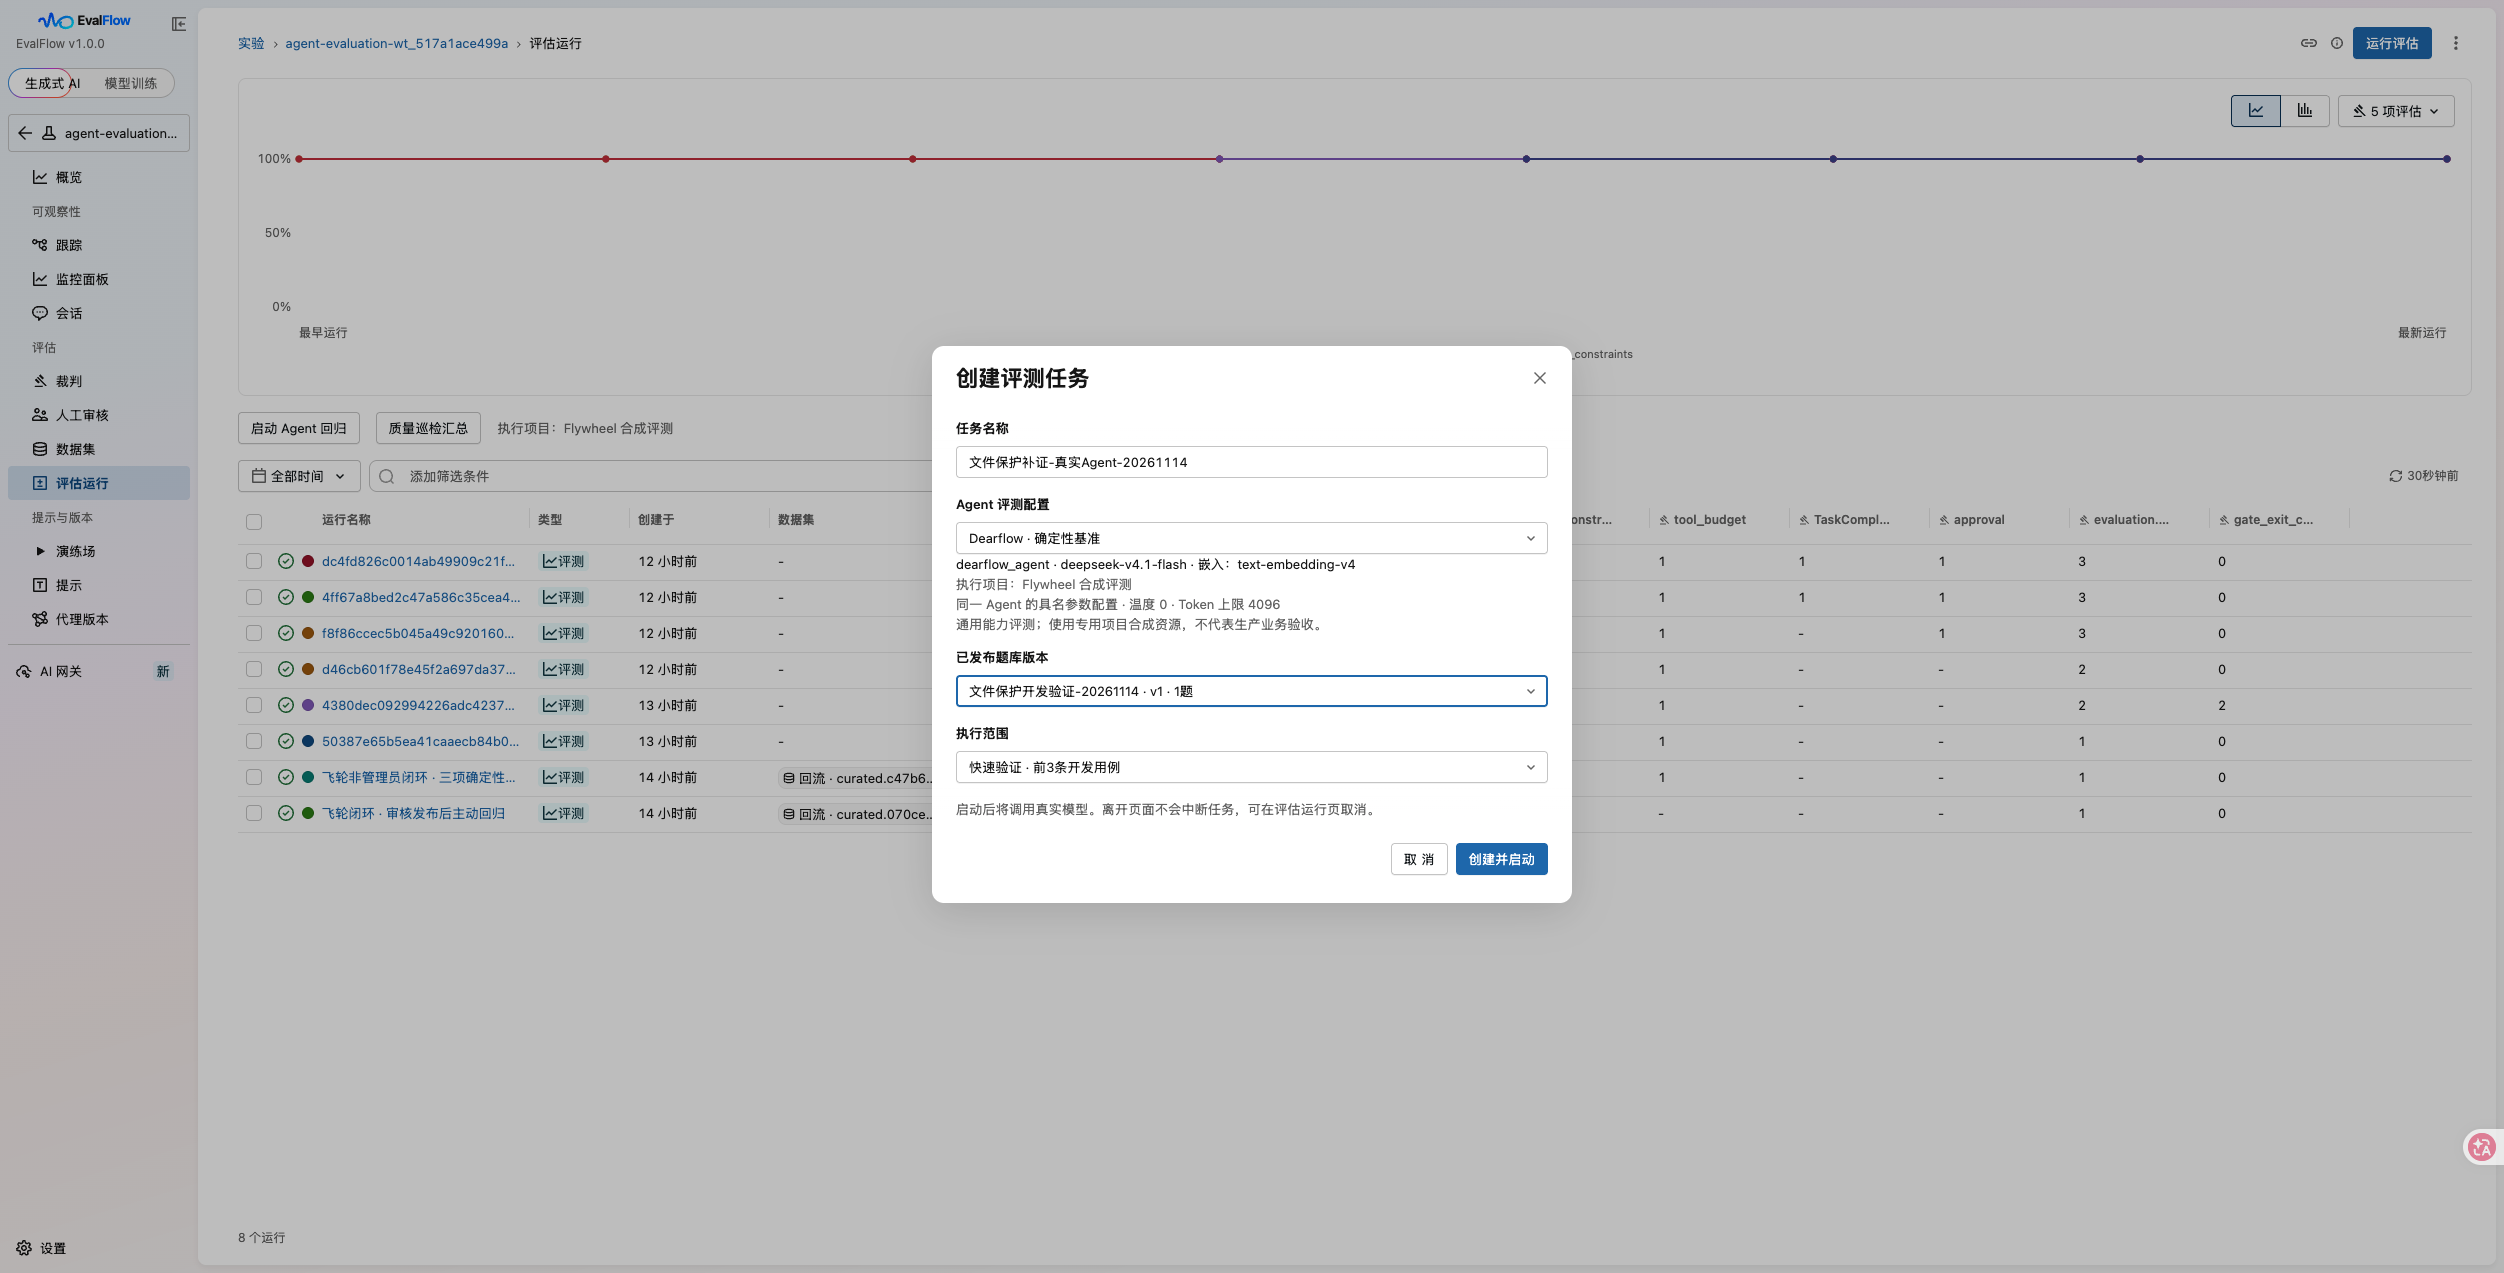 EvalFlow
EvalFlow v1.0.0
生成式 AI
模型训练
agent-evaluation...
概览
可观察性
跟踪
监控面板
会话
评估
裁判
人工审核
数据集
评估运行
提示与版本
演练场
提示
代理版本
AI 网关
新
设置
实验 › agent-evaluation-wt_517a1ace499a › 评估运行
运行评估
5 项评估
100%
50%
0%
最早运行
最新运行
_constraints
启动 Agent 回归
质量巡检汇总
执行项目：Flywheel 合成评测
全部时间
添加筛选条件
30秒钟前
运行名称 类型 创建于 数据集 onstr... tool_budget TaskCompl... approval evaluation.... gate_exit_c...
dc4fd826c0014ab49909c21f... 评测 12 小时前 - 1 1 1 3 0
4ff67a8bed2c47a586c35cea4... 评测 12 小时前 - 1 1 1 3 0
f8f86ccec5b045a49c920160... 评测 12 小时前 - 1 - 1 3 0
d46cb601f78e45f2a697da37... 评测 12 小时前 - 1 - - 2 0
4380dec092994226adc4237... 评测 13 小时前 - 1 - - 2 2
50387e65b5ea41caaecb84b0... 评测 13 小时前 - 1 - - 1 0
飞轮非管理员闭环 · 三项确定性... 评测 14 小时前 回流 · curated.c47b6.. 1 - - 1 0
飞轮闭环 · 审核发布后主动回归 评测 14 小时前 回流 · curated.070ce.. - - - 1 0
8 个运行
创建评测任务
任务名称
文件保护补证-真实Agent-20261114
Agent 评测配置
Dearflow · 确定性基准
dearflow_agent · deepseek-v4.1-flash · 嵌入：text-embedding-v4
执行项目：Flywheel 合成评测
同一 Agent 的具名参数配置 · 温度 0 · Token 上限 4096
通用能力评测；使用专用项目合成资源，不代表生产业务验收。
已发布题库版本
文件保护开发验证-20261114 · v1 · 1题
执行范围
快速验证 · 前3条开发用例
启动后将调用真实模型。离开页面不会中断任务，可在评估运行页取消。
取 消
创建并启动